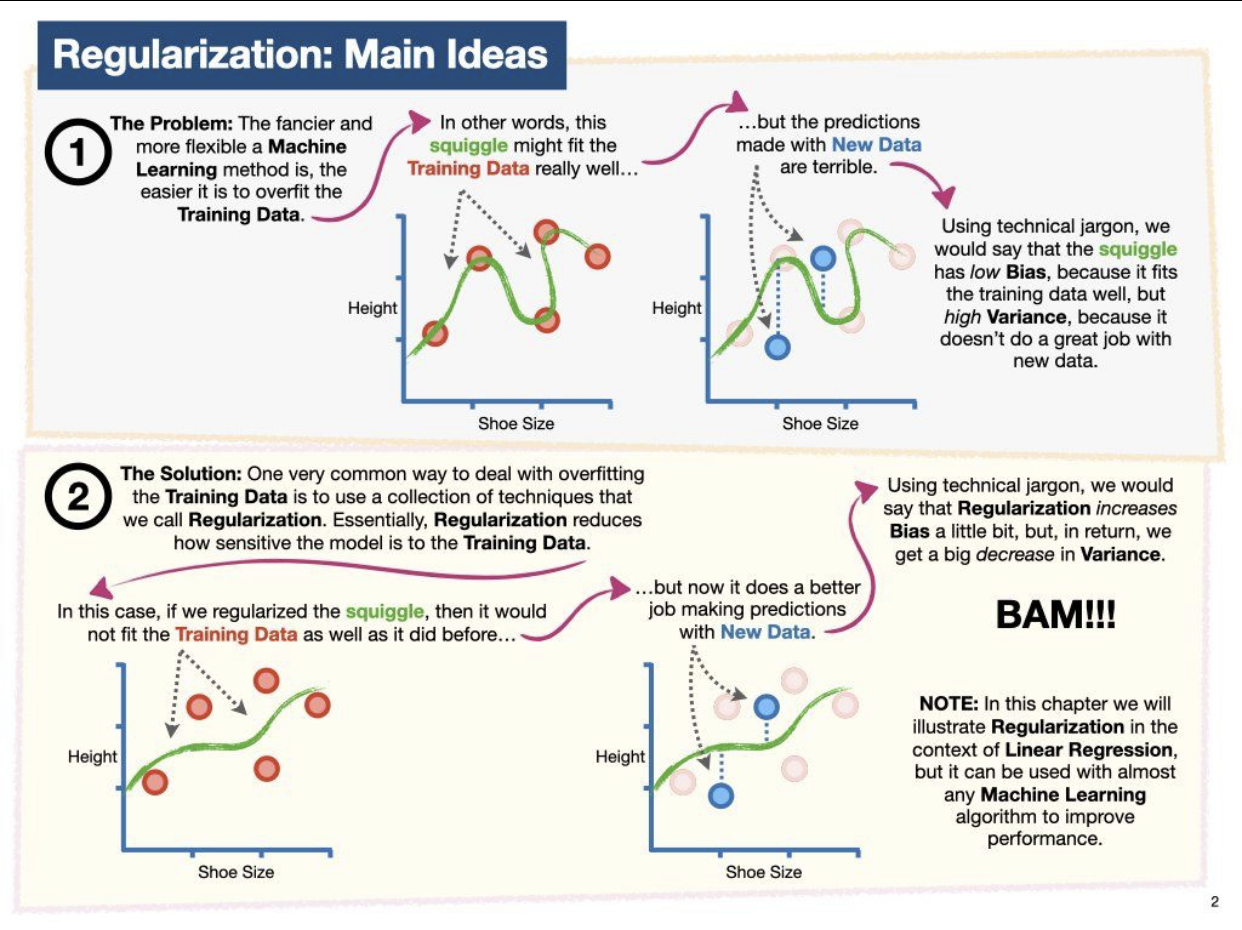 Regularization: Main Ideas
1
The Problem: The fancier and
more flexible a Machine
Learning method is, the
easier it is to overfit the
Training Data.
In other words, this
squiggle might fit the
Training Data really well…
…but the predictions
made with New Data
are terrible.
Using technical jargon, we
would say that the squiggle
has low Bias, because it fits
the training data well, but
high Variance, because it
doesn’t do a great job with
new data.
Height
Shoe Size
Height
Shoe Size
2
The Solution: One very common way to deal with overfitting
the Training Data is to use a collection of techniques that
we call Regularization. Essentially, Regularization reduces
how sensitive the model is to the Training Data.
In this case, if we regularized the squiggle, then it would
not fit the Training Data as well as it did before…
…but now it does a better
job making predictions
with New Data.
Using technical jargon, we would
say that Regularization increases
Bias a little bit, but, in return, we
get a big decrease in Variance.
BAM!!!
Height
Shoe Size
Height
Shoe Size
NOTE: In this chapter we will
illustrate Regularization in the
context of Linear Regression,
but it can be used with almost
any Machine Learning
algorithm to improve
performance.
2